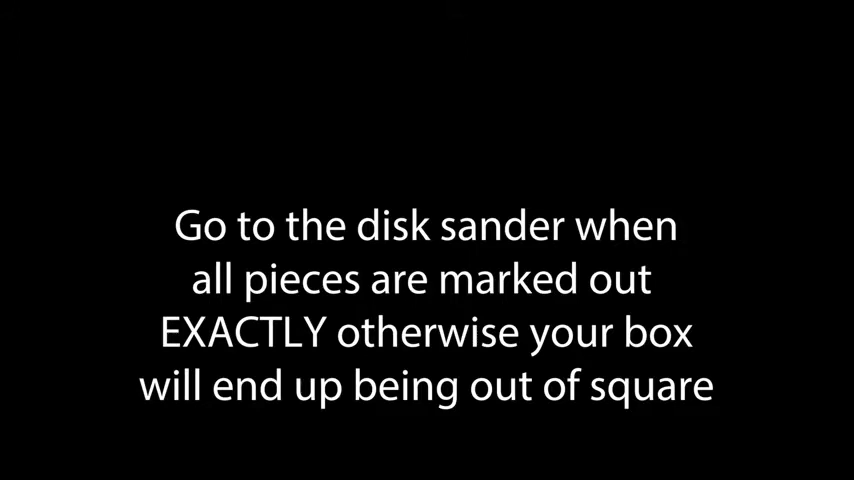 Go to the disk sander when
all pieces are marked out
EXACTLY otherwise your box
will end up being out of square